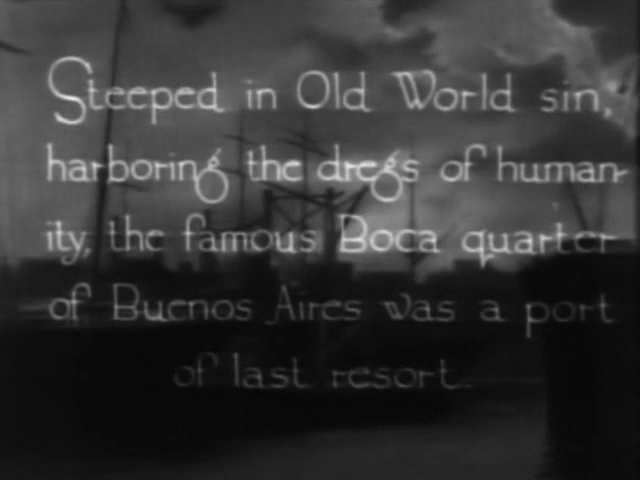 Steeped in Old World sin,
harboring the dregs of human-
ity, the famous Boca quarter
of Buenos Aires was a port
of last resort.